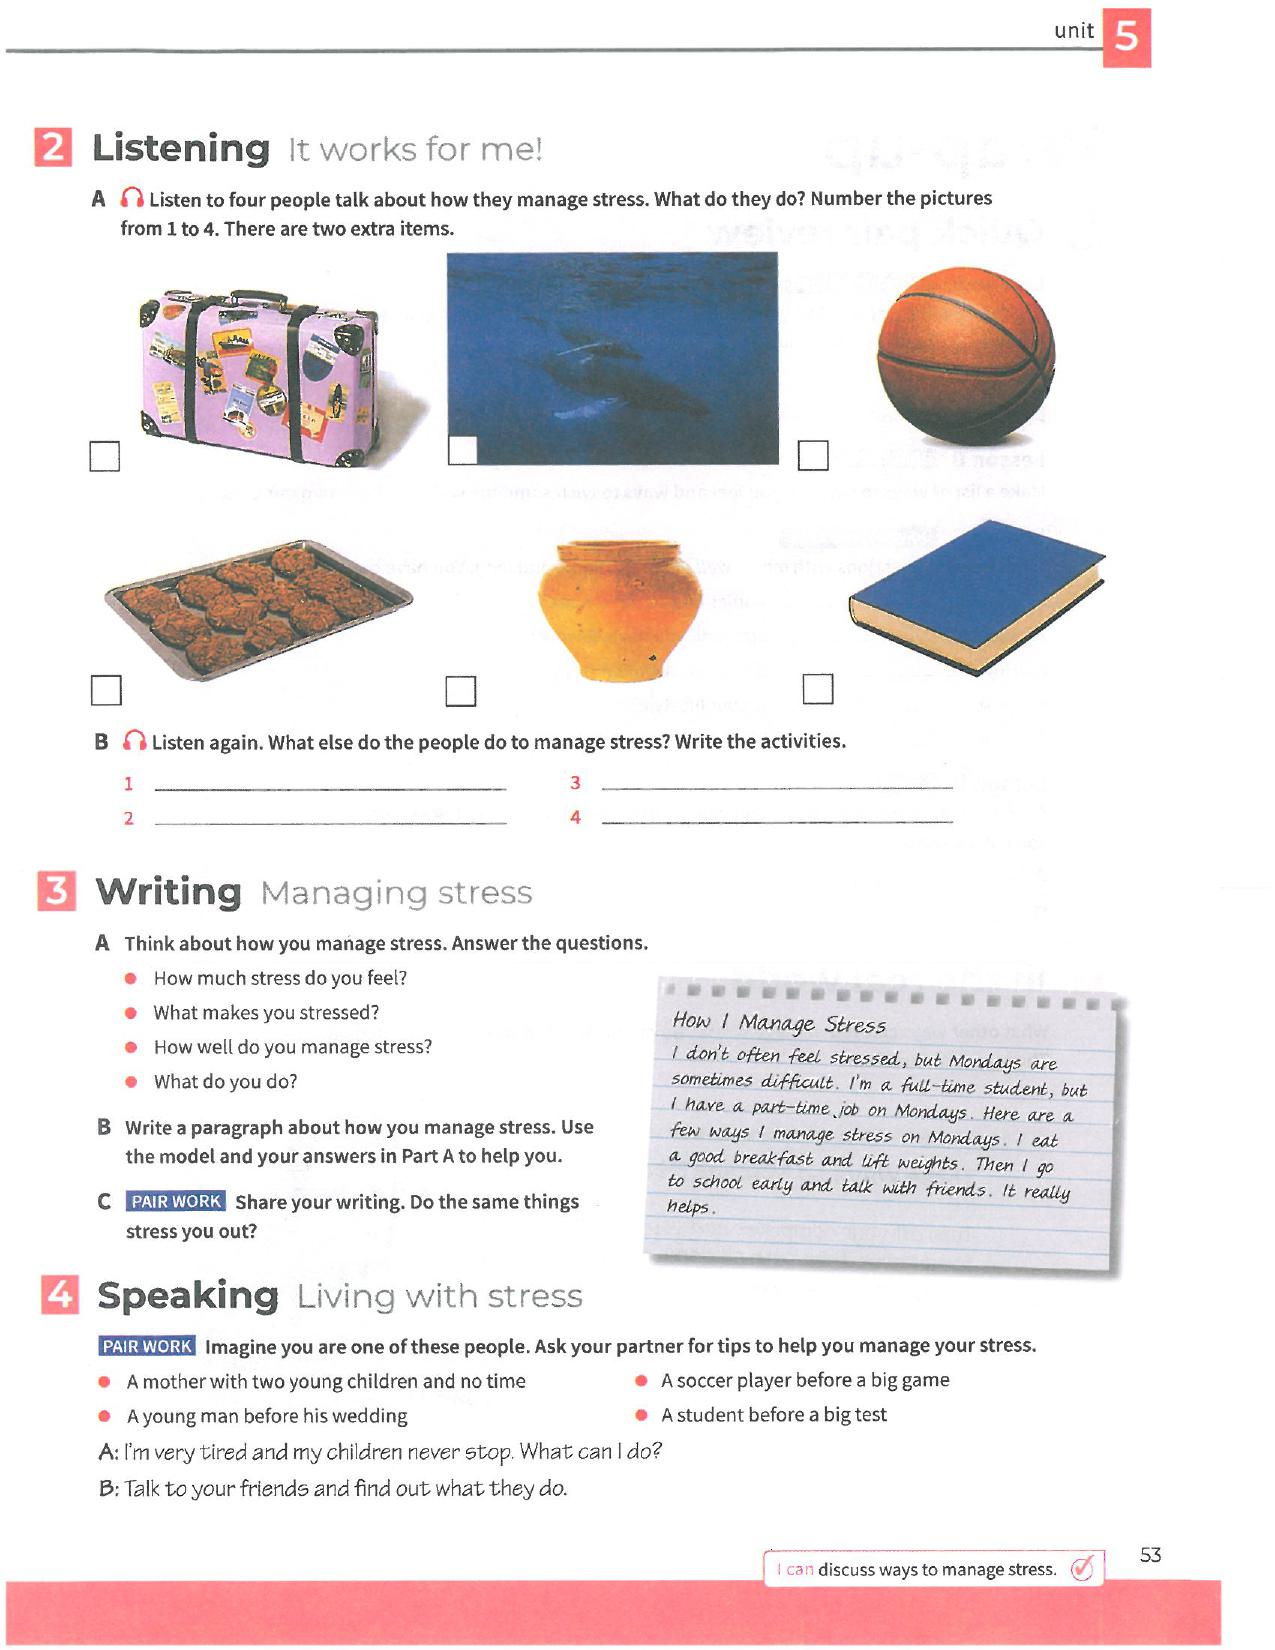 unit 5
2 Listening It works for me!
A Listen to four people talk about how they manage stress. What do they do? Number the pictures
from 1 to 4. There are two extra items.
B Listen again. What else do the people do to manage stress? Write the activities.
1 3
2 4
3 Writing Managing stress
A Think about how you manage stress. Answer the questions.
• How much stress do you feel?
• What makes you stressed?
• How well do you manage stress?
• What do you do?
B Write a paragraph about how you manage stress. Use
the model and your answers in Part A to help you.
C PAIR WORK Share your writing. Do the same things
stress you out?
How I Manage Stress
I don't often feel stressed, but Mondays are
sometimes difficult. I'm a full-time student, but
I have a part-time job on Mondays. Here are a
few ways I manage stress on Mondays. I eat
a good breakfast and lift weights. Then I go
to school early and talk with friends. It really
helps.
4 Speaking Living with stress
PAIR WORK Imagine you are one of these people. Ask your partner for tips to help you manage your stress.
• A mother with two young children and no time
• A young man before his wedding
• A soccer player before a big game
• A student before a big test
A: I'm very tired and my children never stop. What can I do?
B: Talk to your friends and find out what they do.
I can discuss ways to manage stress.
53